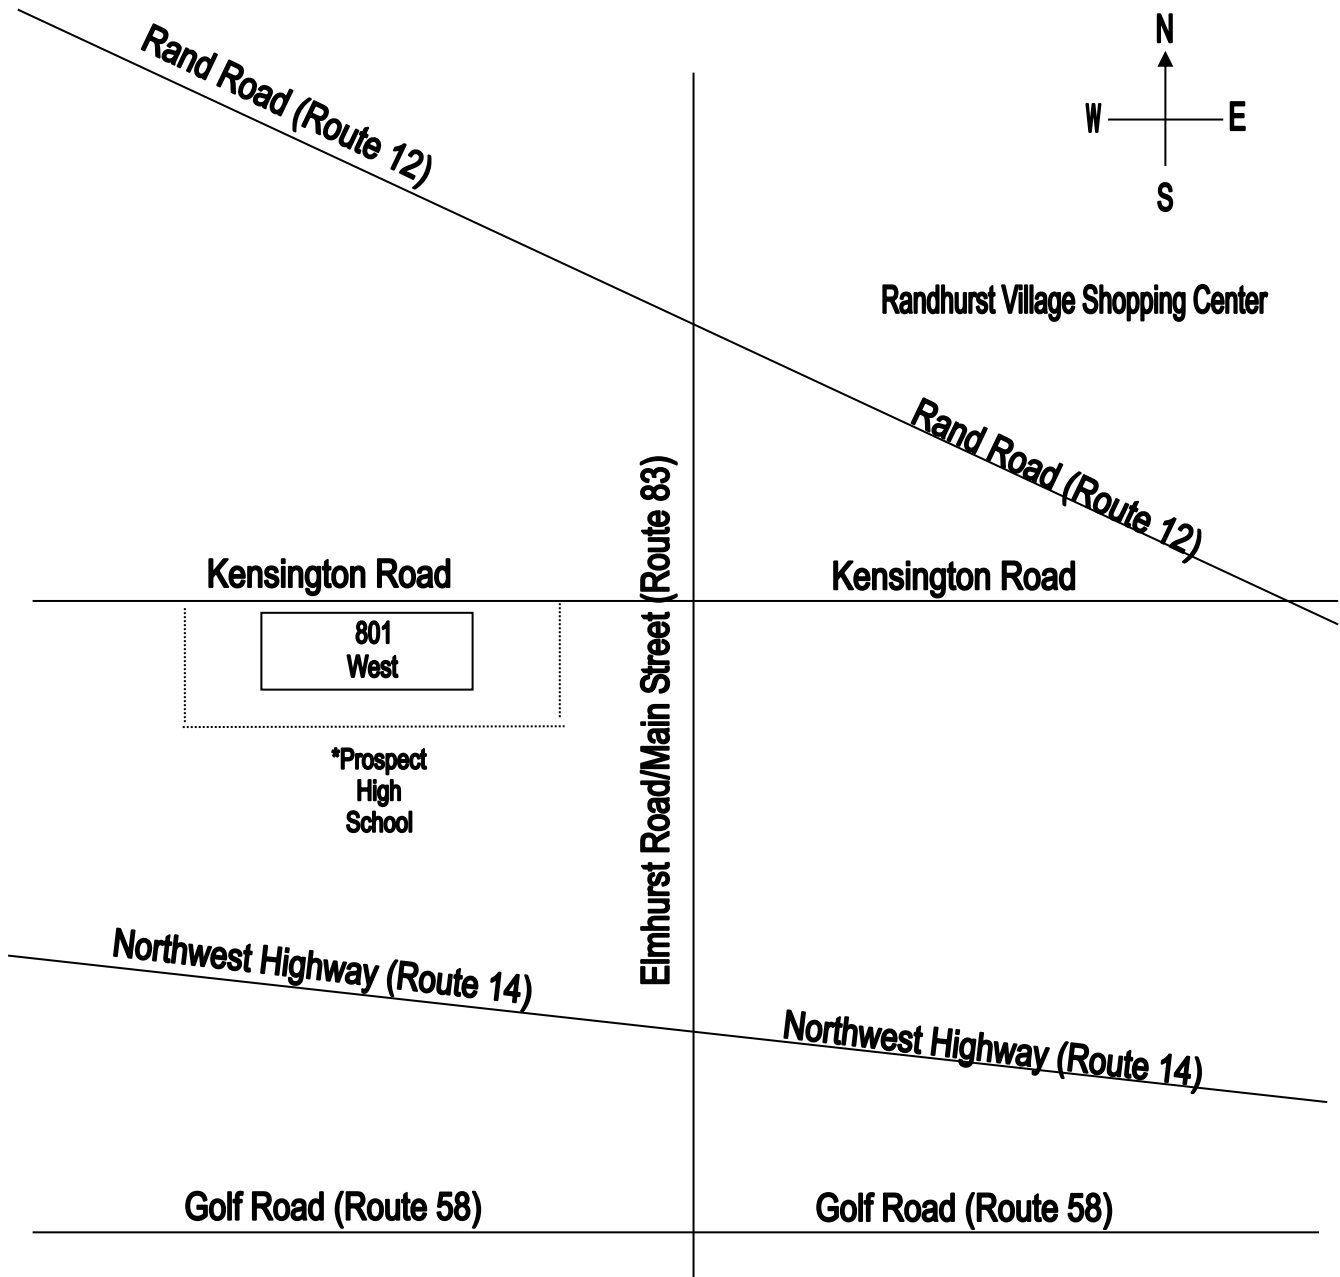 N
Rand Road (Route 12)
W
E
S
Randhurst Village Shopping Center
Rand Road (Route 12)
Elmhurst Road/Main Street (Route 83)
Kensington Road
Kensington Road
801
West
*Prospect
High
School
Northwest Highway (Route 14)
Northwest Highway (Route 14)
Golf Road (Route 58)
Golf Road (Route 58)